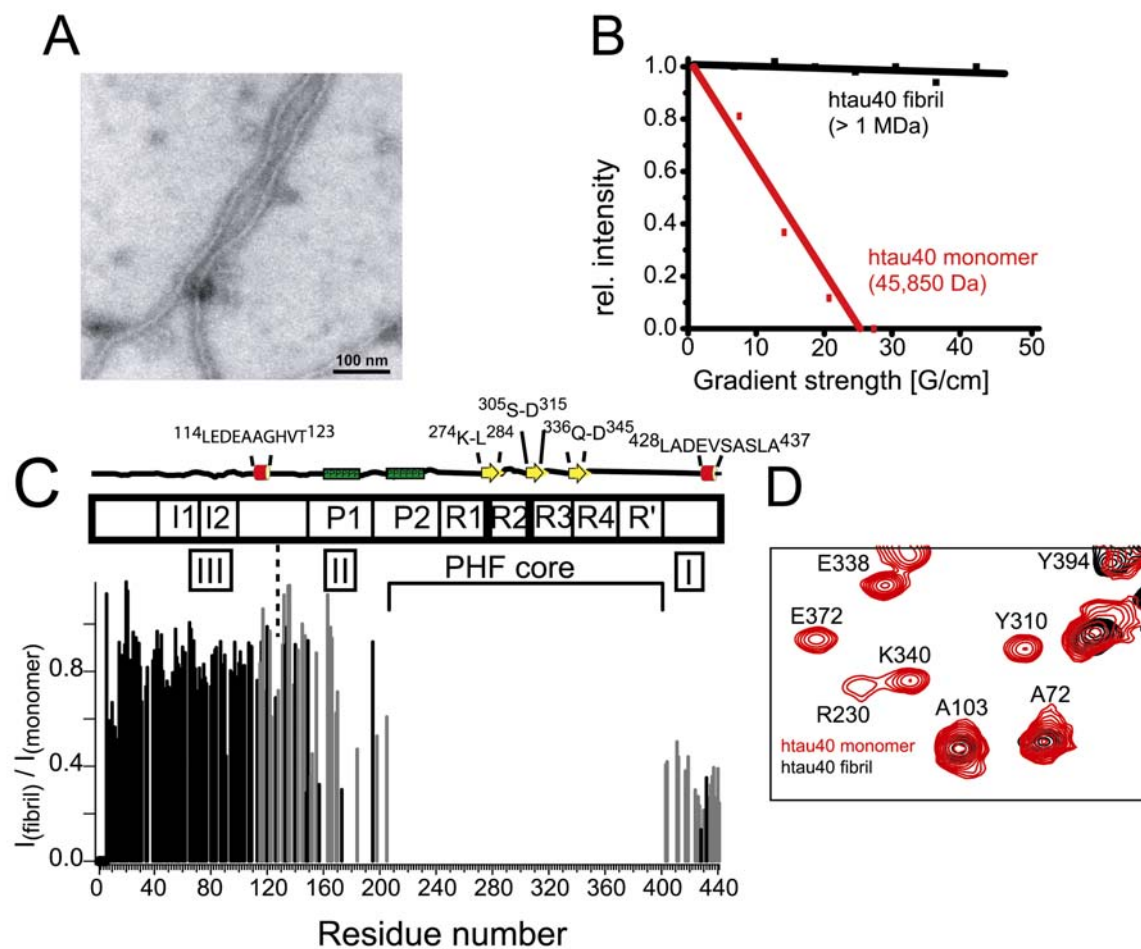 A
100 nm
B
1.0
0.8
0.6
0.4
0.2
0.0
rel. intensity
htau40 fibril
(> 1 MDa)
htau40 monomer
(45,850 Da)
0 10 20 30 40 50
Gradient strength [G/cm]
C
114LEDEAAGHVT123
274K-L284
305S-D315
336Q-D345
428LADEVSASLA437
I1 I2 P1 P2 R1 R2 R3 R4 R'
III II PHF core I
I(fibril) / I(monomer)
0.8
0.4
0.0
0 40 80 120 160 200 240 280 320 360 400 440
Residue number
D
E338 Y394
E372 Y310
K340
R230 A103 A72
htau40 monomer
htau40 fibril